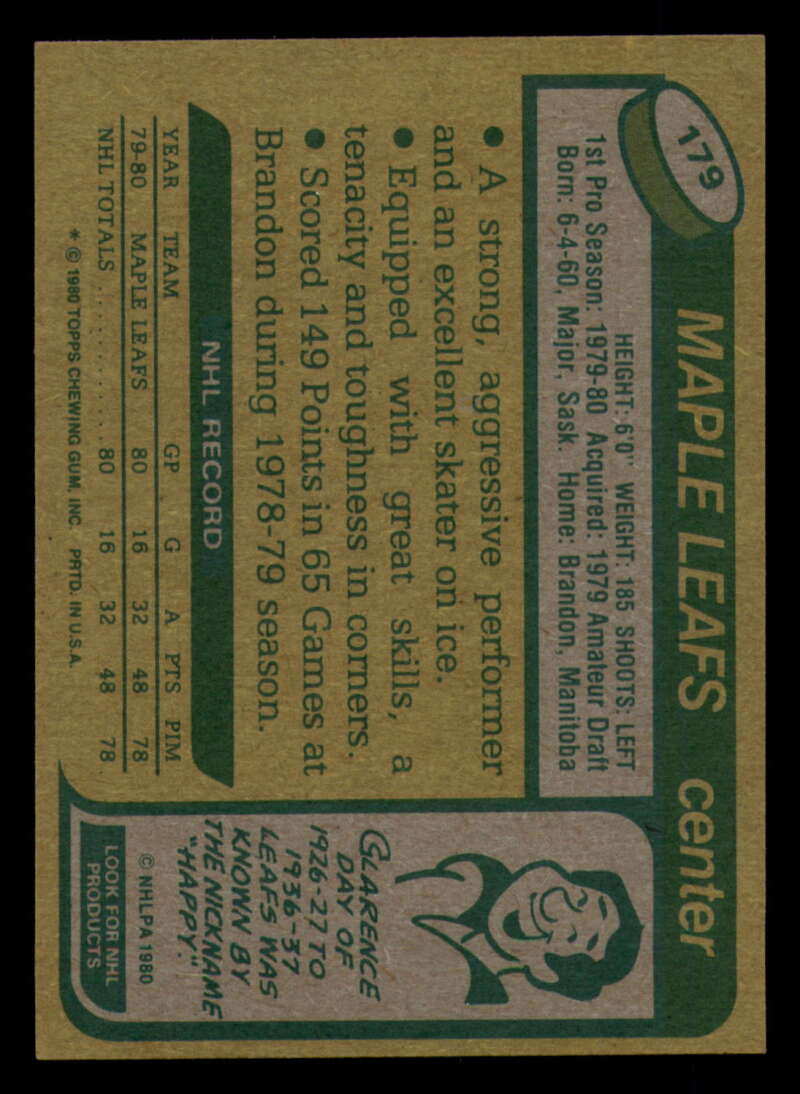 179
MAPLE LEAFS center
HEIGHT: 6'0" WEIGHT: 185 SHOOTS: LEFT
1st Pro Season: 1979-80 Acquired: 1979 Amateur Draft
Born: 6-4-60, Major, Sask. Home: Brandon, Manitoba
• A strong, aggressive performer
and an excellent skater on ice.
• Equipped with great skills, a
tenacity and toughness in corners.
• Scored 149 Points in 65 Games at
Brandon during 1978-79 season.
NHL RECORD
YEAR TEAM GP G A PTS PIM
79-80 MAPLE LEAFS 80 16 32 48 78
NHL TOTALS ............ 80 16 32 48 78
* © 1980 TOPPS CHEWING GUM, INC. PRTD. IN U.S.A.
CLARENCE
DAY OF
1926-27 TO
1936-37
LEAFS WAS
KNOWN BY
THE NICKNAME
"HAPPY."
© NHLPA 1980
LOOK FOR NHL
PRODUCTS